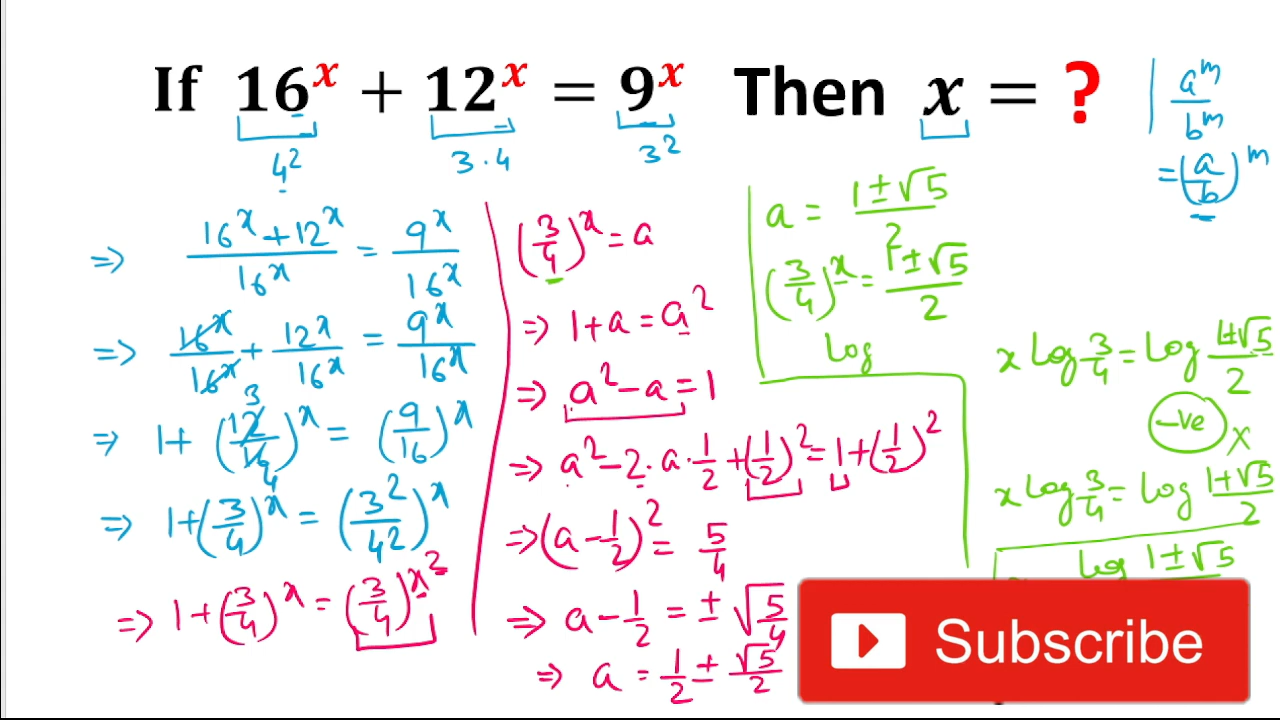 If 16^x + 12^x = 9^x Then x = ?
4^2
3 · 4
3^2
a^m / b^m
= (a/b)^m
=> (16^x + 12^x) / 16^x = 9^x / 16^x
=> 16^x / 16^x + 12^x / 16^x = 9^x / 16^x
3
=> 1 + (12/16)^x = (9/16)^x
4
=> 1 + (3/4)^x = (3^2/4^2)^x
=> 1 + (3/4)^x = (3/4)^x2
(3/4)^x = a
=> 1 + a = a^2
=> a^2 - a = 1
=> a^2 - 2 · a · 1/2 + (1/2)^2 = 1 + (1/2)^2
=> (a - 1/2)^2 = 5/4
=> a - 1/2 = ± √(5/4)
=> a = 1/2 ± √5/2
a = (1 ± √5) / 2
(3/4)^x = (1 ± √5) / 2
log
x log 3/4 = log (1 ± √5)/2
-ve x
x log 3/4 = log (1 + √5)/2
log 1 ± √5
Subscribe